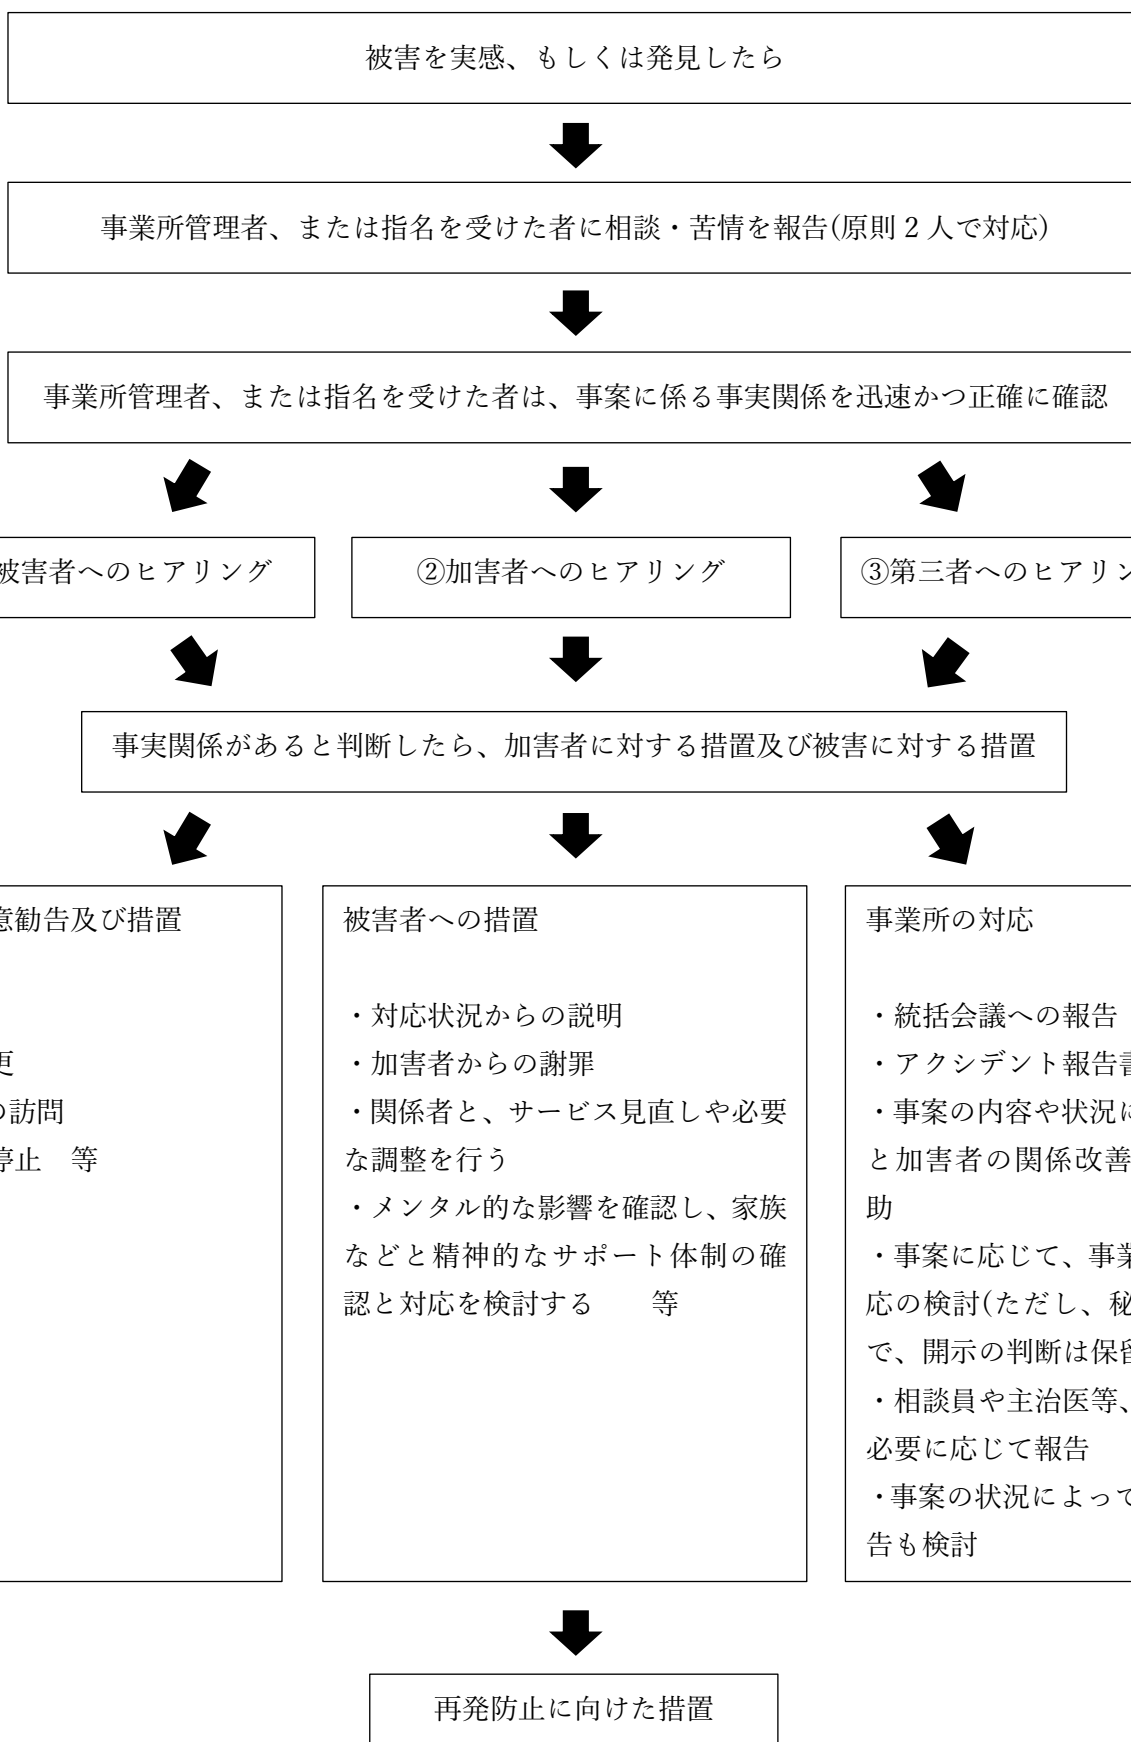 被害を実感、もしくは発見したら
事業所管理者、または指名を受けた者に相談・苦情を報告(原則2人で対応)
事業所管理者、または指名を受けた者は、事案に係る事実関係を迅速かつ正確に確認
被害者へのヒアリング
②加害者へのヒアリング
③第三者へのヒアリン
事実関係があると判断したら、加害者に対する措置及び被害に対する措置
意勧告及び措置
更
の訪問
停止　等
被害者への措置
・対応状況からの説明
・加害者からの謝罪
・関係者と、サービス見直しや必要
な調整を行う
・メンタル的な影響を確認し、家族
などと精神的なサポート体制の確
認と対応を検討する　　等
事業所の対応
・統括会議への報告
・アクシデント報告書
・事案の内容や状況に
と加害者の関係改善
助
・事案に応じて、事業
応の検討(ただし、秘
で、開示の判断は保留
・相談員や主治医等、
必要に応じて報告
・事案の状況によって
告も検討
再発防止に向けた措置